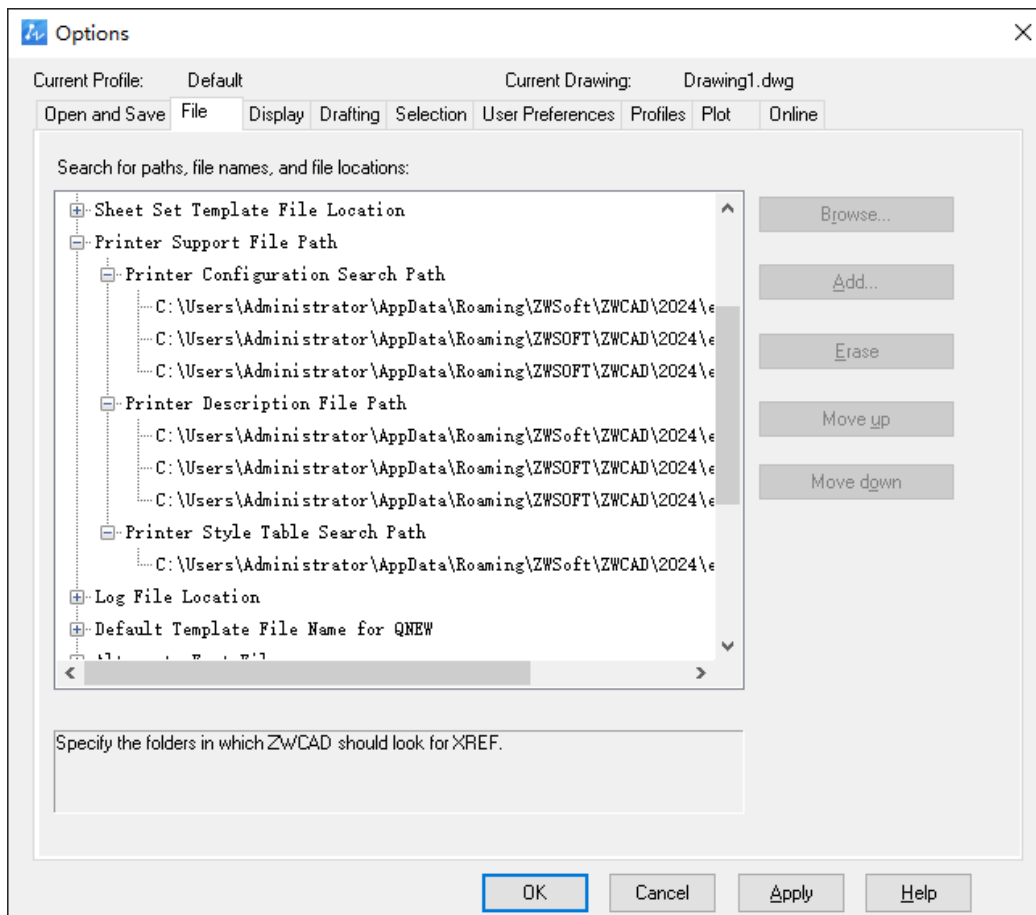 Options
Current Profile: Default Current Drawing: Drawing1.dwg
Open and Save File Display Drafting Selection User Preferences Profiles Plot Online
Search for paths, file names, and file locations:
Sheet Set Template File Location
Browse...
Printer Support File Path
Printer Configuration Search Path
Add...
C:\Users\Administrator\AppData\Roaming\ZWSoft\ZWCAD\2024\e
C:\Users\Administrator\AppData\Roaming\ZWSOFT\ZWCAD\2024\e
Erase
C:\Users\Administrator\AppData\Roaming\ZWSOFT\ZWCAD\2024\e
Printer Description File Path
Move up
C:\Users\Administrator\AppData\Roaming\ZWSoft\ZWCAD\2024\e
C:\Users\Administrator\AppData\Roaming\ZWSOFT\ZWCAD\2024\e
Move down
C:\Users\Administrator\AppData\Roaming\ZWSOFT\ZWCAD\2024\e
Printer Style Table Search Path
C:\Users\Administrator\AppData\Roaming\ZWSoft\ZWCAD\2024\e
Log File Location
Default Template File Name for QNEW
Specify the folders in which ZWCAD should look for XREF.
OK Cancel Apply Help